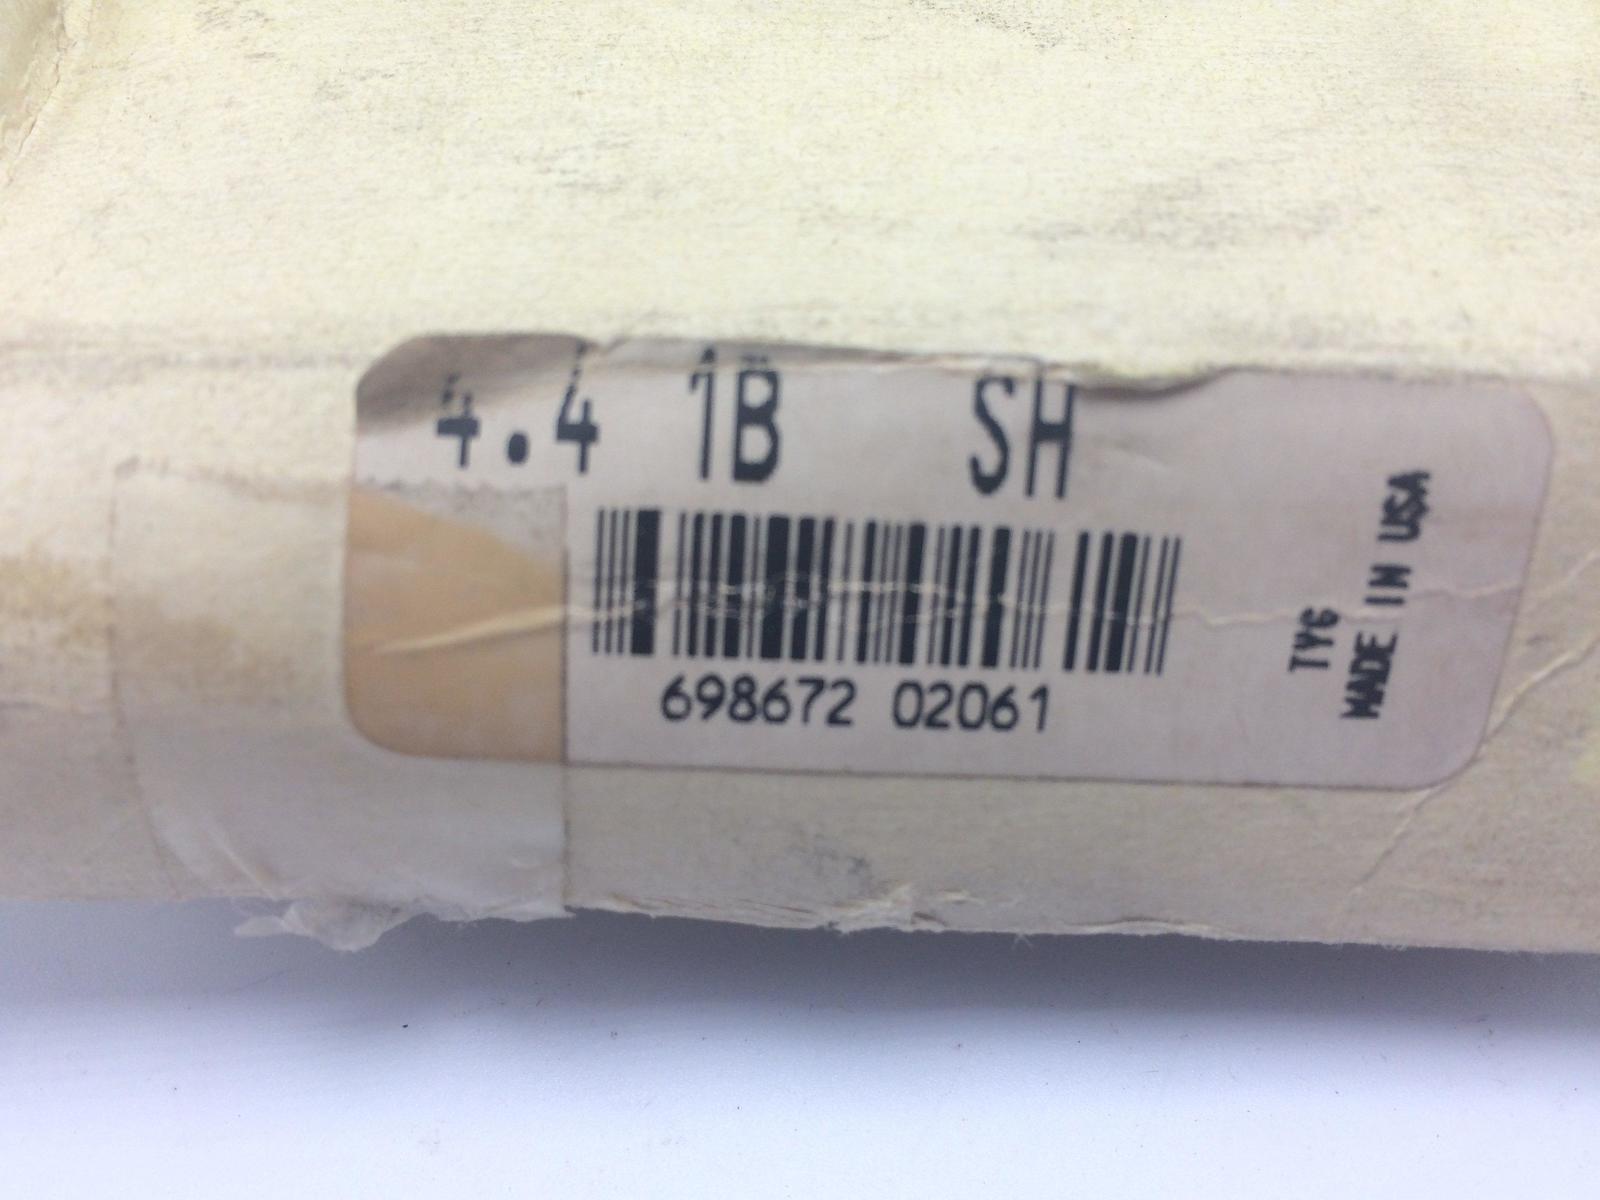 4.4 1B SH
698672 02061
TYG
MADE IN USA